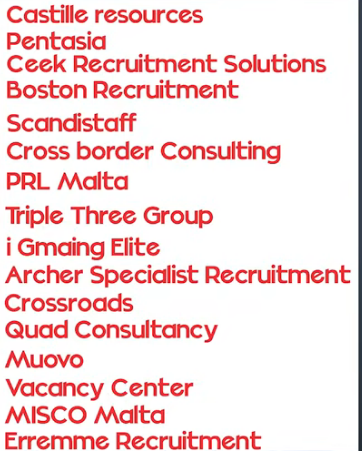 Castille resources
Pentasia
Ceek Recruitment Solutions
Boston Recruitment
Scandistaff
Cross border Consulting
PRL Malta
Triple Three Group
i Gmaing Elite
Archer Specialist Recruitment
Crossroads
Quad Consultancy
Muovo
Vacancy Center
MISCO Malta
Erremme Recruitment